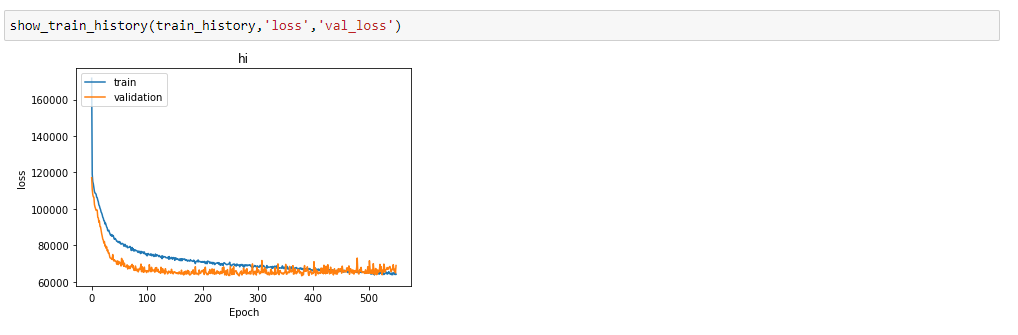 show_train_history(train_history,'loss','val_loss')
hi
train
validation
160000
140000
120000
100000
80000
60000
loss
0 100 200 300 400 500
Epoch